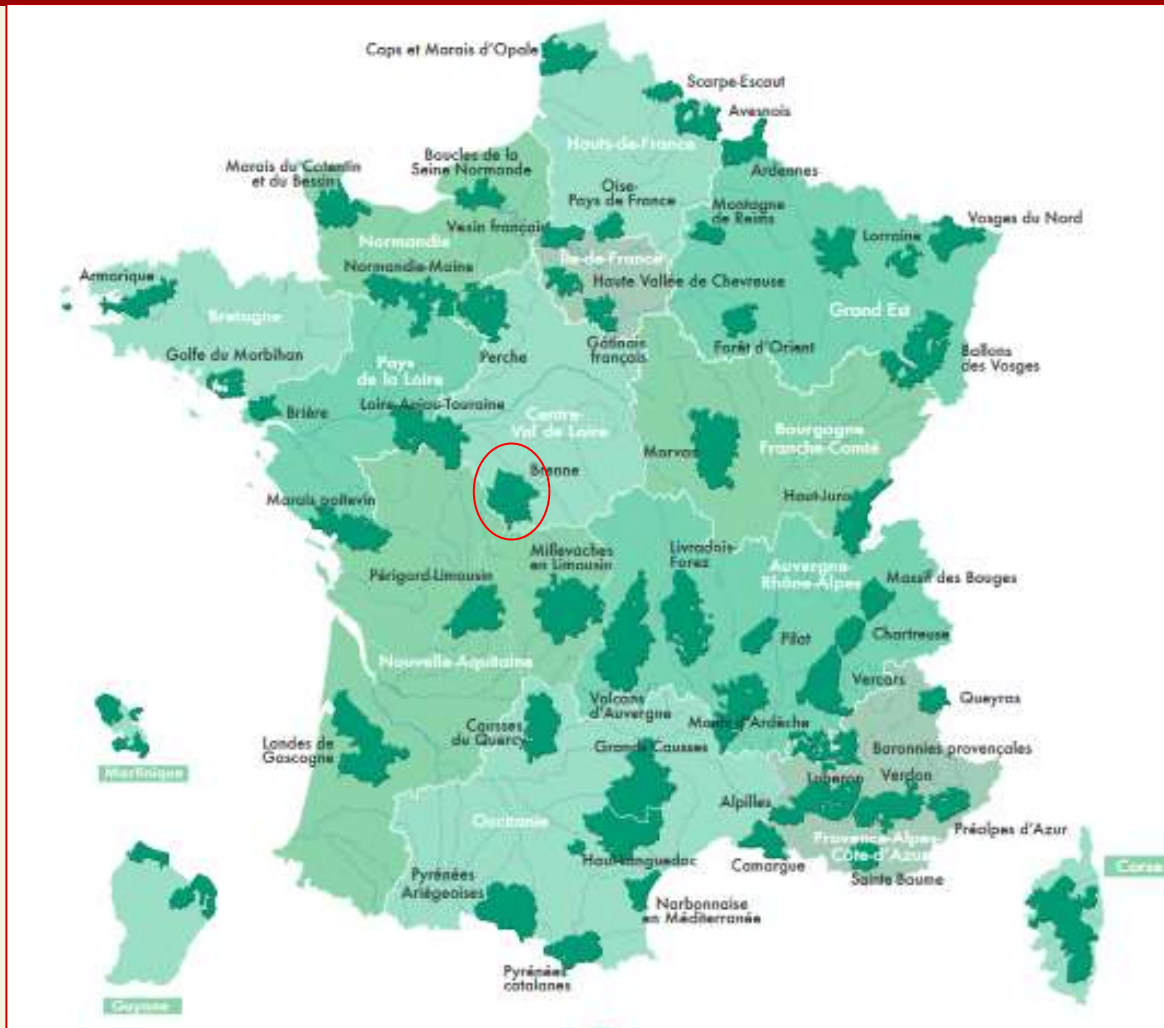 Caps et Marais d'Opale
Scarpe-Escaut
Avesnois
Hauts-de-France
Ardennes
Marais du Cotentin
et du Bessin
Boucles de la
Seine Normande
Oise-
Pays de France
Montagne
de Reims
Vosges du Nord
Vexin français
Lorraine
Normandie
Île-de-France
Normandie-Maine
Haute Vallée de Chevreuse
Armorique
Bretagne
Grand Est
Perche
Gâtinais
français
Forêt d'Orient
Ballons
des Vosges
Golfe du Morbihan
Pays
de la Loire
Brière
Loire-Anjou-Touraine
Centre-
Val de Loire
Bourgogne
Franche-Comté
Morvan
Brenne
Marais poitevin
Haut-Jura
Millevaches
en Limousin
Livradois-
Forez
Auvergne-
Rhône-Alpes
Périgord-Limousin
Massif des Bauges
Pilat
Chartreuse
Nouvelle-Aquitaine
Vercors
Queyras
Volcans
d'Auvergne
Monts d'Ardèche
Causses
du Quercy
Grands Causses
Baronnies provençales
Landes de
Gascogne
Martinique
Luberon
Verdon
Alpilles
Occitanie
Préalpes d'Azur
Provence-Alpes-
Côte-d'Azur
Haut-Languedoc
Camargue
Sainte Baume
Corse
Pyrénées
Ariégeoises
Narbonnaise
en Méditerranée
Pyrénées
catalanes
Guyane